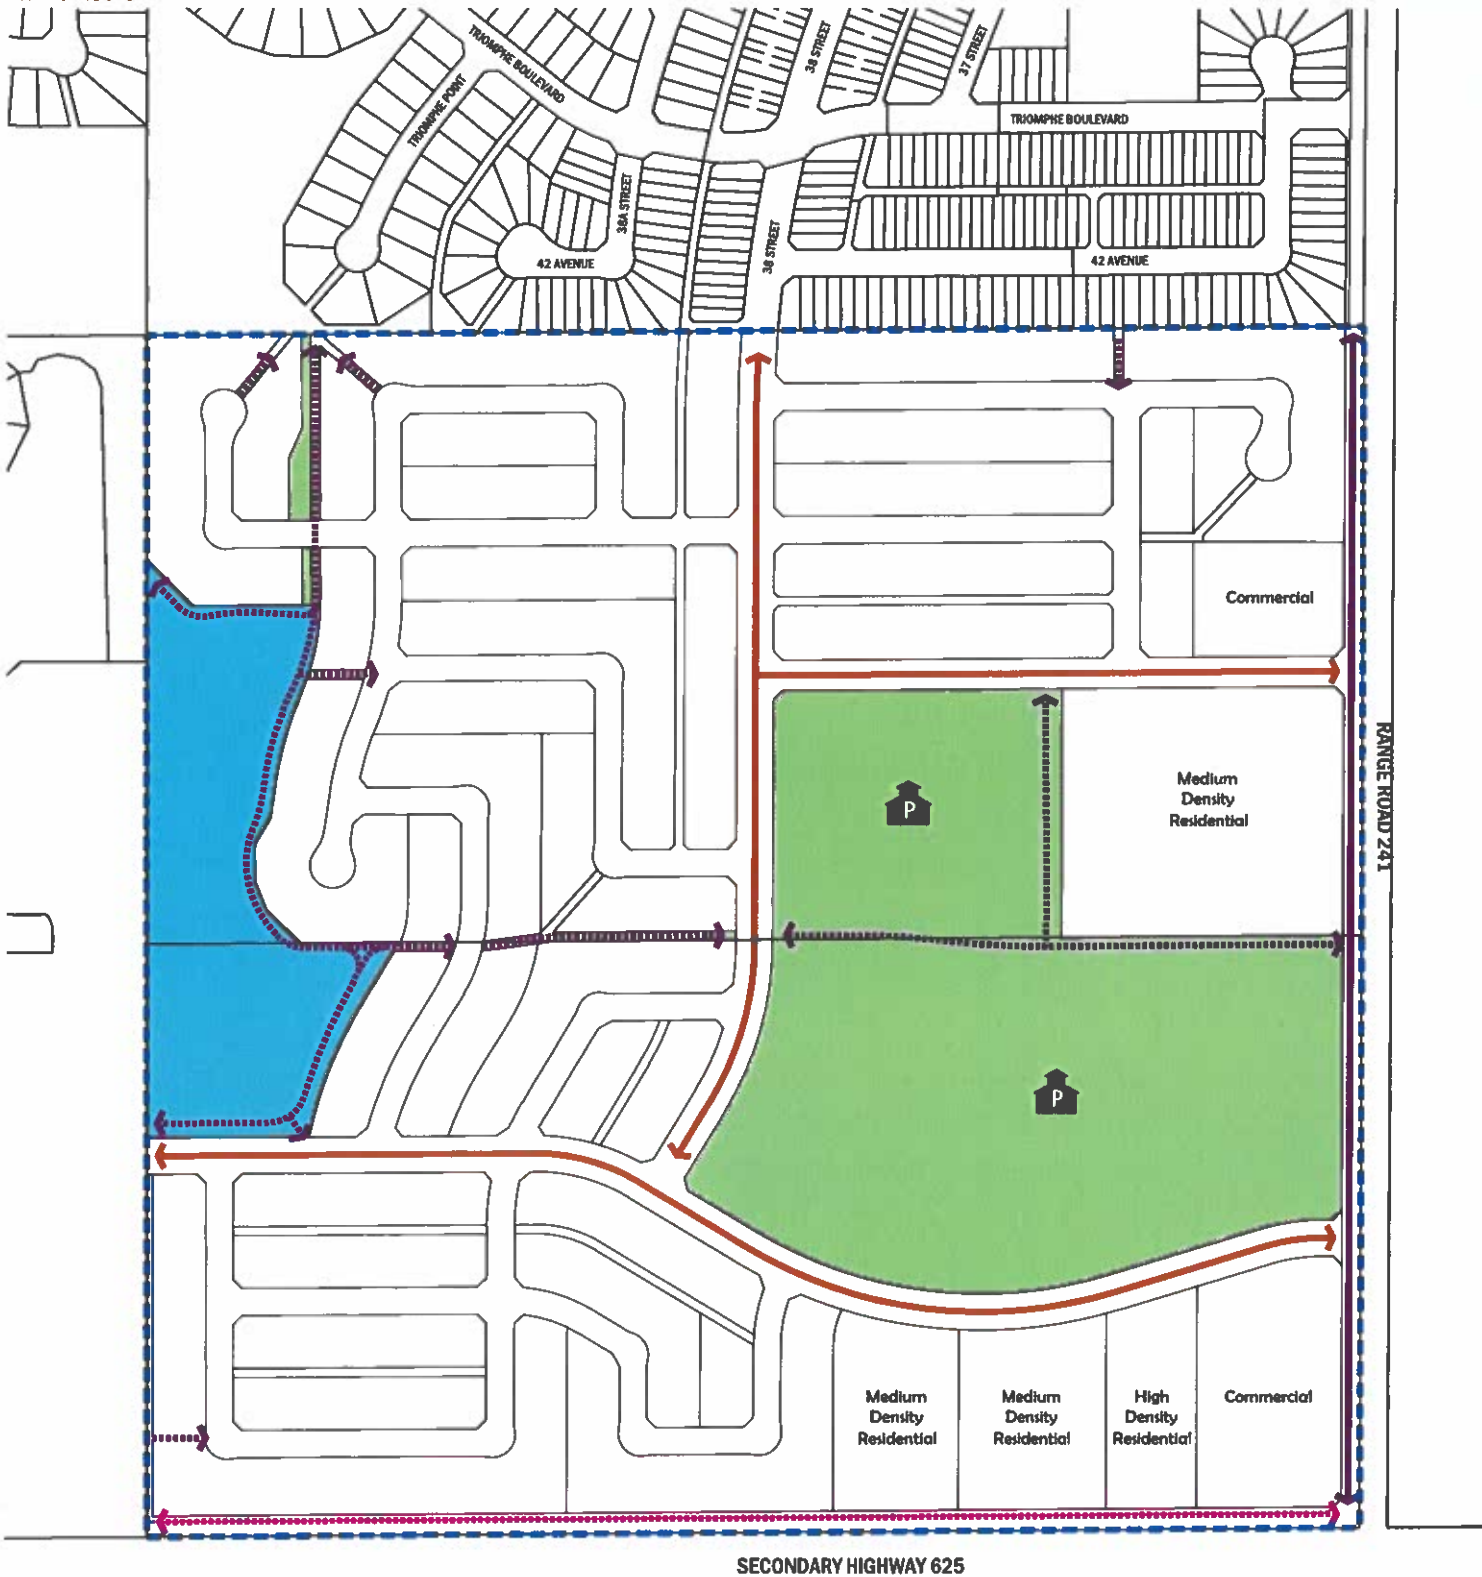 TRIOMPHE BOULEVARD
38 STREET
37 STREET
TRIOMPHE POINT
TRIOMPHE BOULEVARD
38A STREET
38 STREET
42 AVENUE
42 AVENUE
Commercial
RANGE ROAD 241
Medium
Density
Residential
P
P
Medium
Density
Residential
Medium
Density
Residential
High
Density
Residential
Commercial
SECONDARY HIGHWAY 625